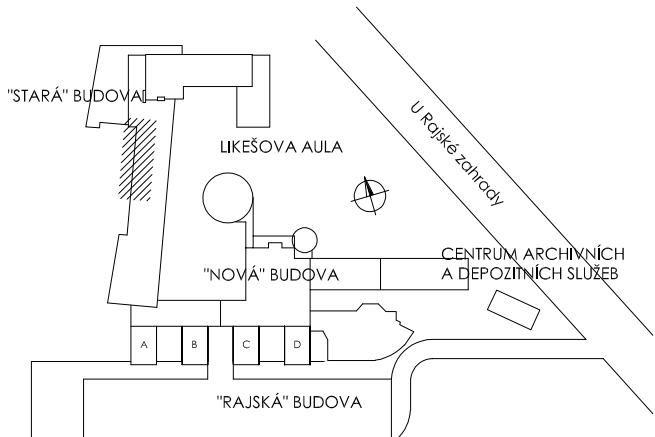 "STARÁ" BUDOVA
LIKEŠOVA AULA
U Rajské zahrady
"NOVÁ" BUDOVA
CENTRUM ARCHIVNÍCH
A DEPOZITNÍCH SLUŽEB
A B C D
"RAJSKÁ" BUDOVA